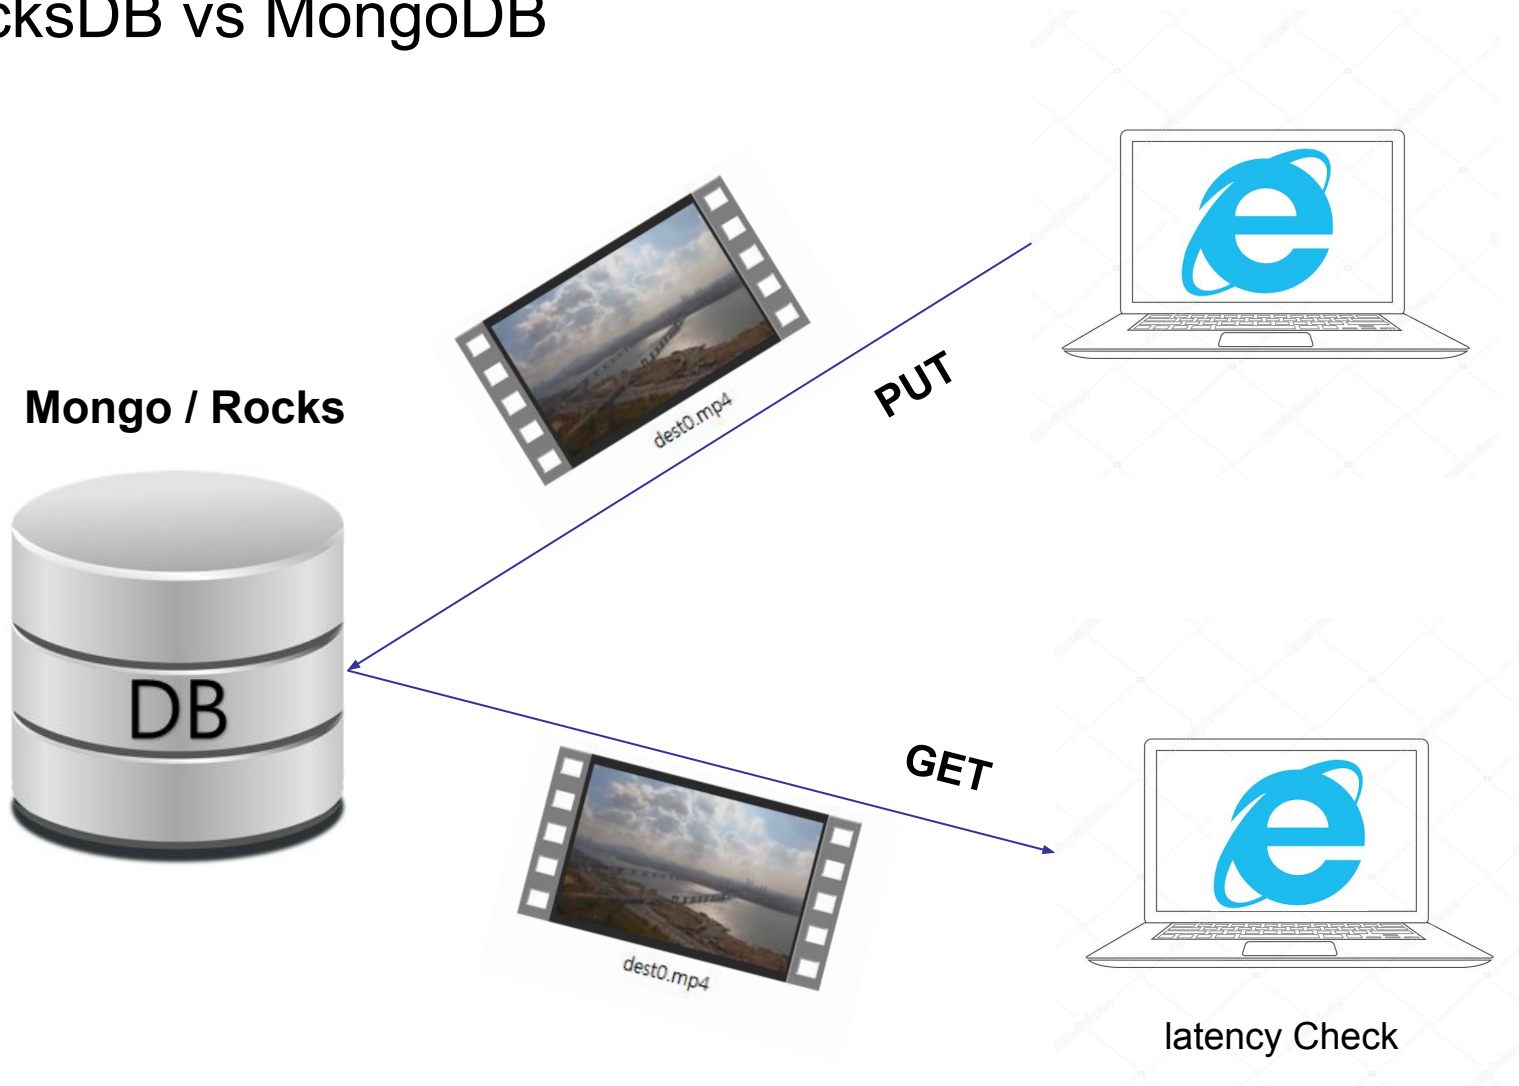 cksDB vs MongoDB
PUT
Mongo / Rocks
dest0.mp4
DB
GET
dest0.mp4
latency Check